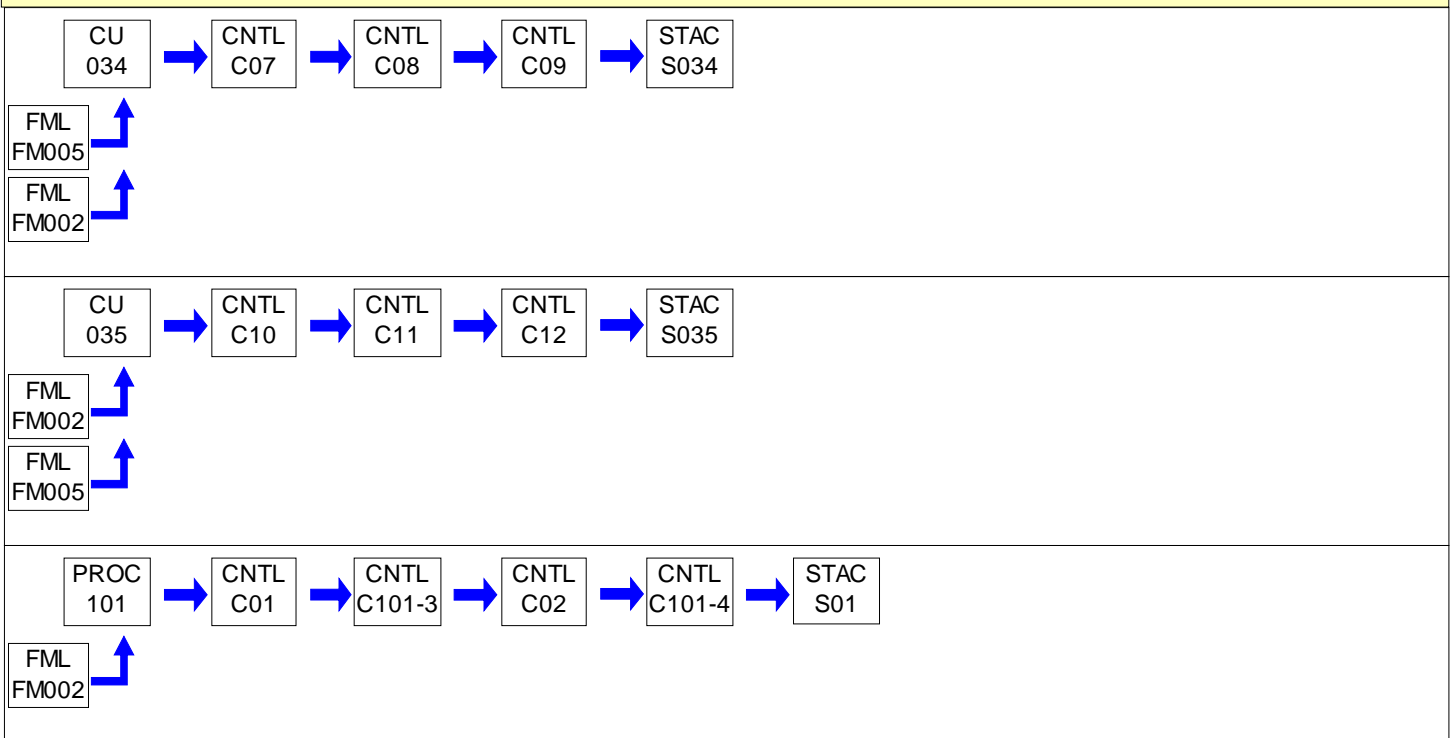 CU
034
CNTL
C07
CNTL
C08
CNTL
C09
STAC
S034
FML
FM005
FML
FM002
CU
035
CNTL
C10
CNTL
C11
CNTL
C12
STAC
S035
FML
FM002
FML
FM005
PROC
101
CNTL
C01
CNTL
C101-3
CNTL
C02
CNTL
C101-4
STAC
S01
FML
FM002